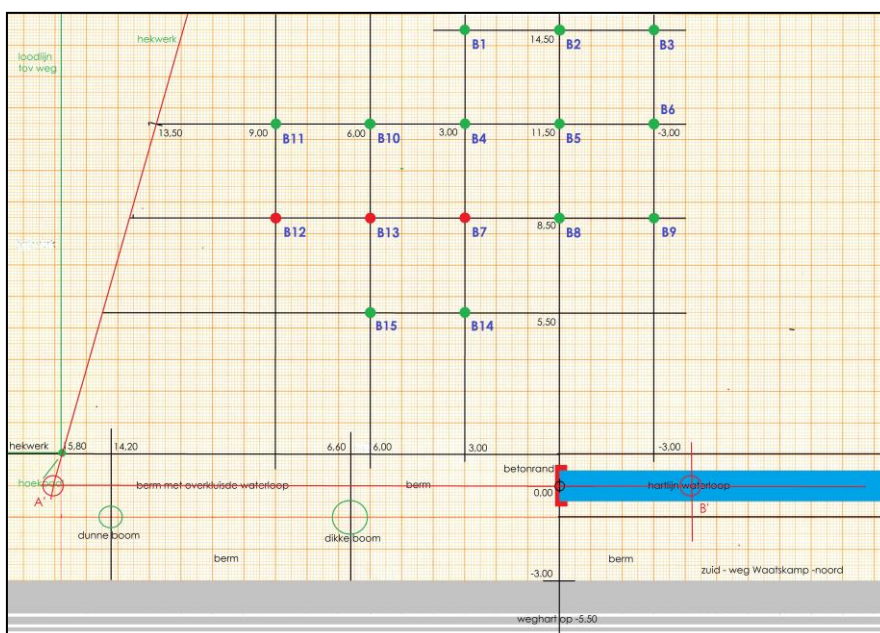 loodlijn
tov weg
hekwerk
B1
14,50
B2
B3
13,50
9,00
B11
6,00
B10
3,00
B4
11,50
B5
B6
-3,00
B12
B13
B7
8,50
B8
B9
B15
B14
5,50
hekwerk
5.80
14,20
6,60
6,00
3,00
-3,00
betonrand
A'
berm met overkluisde waterloop
berm
0,00
hartlijn waterloop
B'
dunne boom
dikke boom
berm
berm
-3.00
zuid - weg Waatskamp -noord
weghart op -5.50